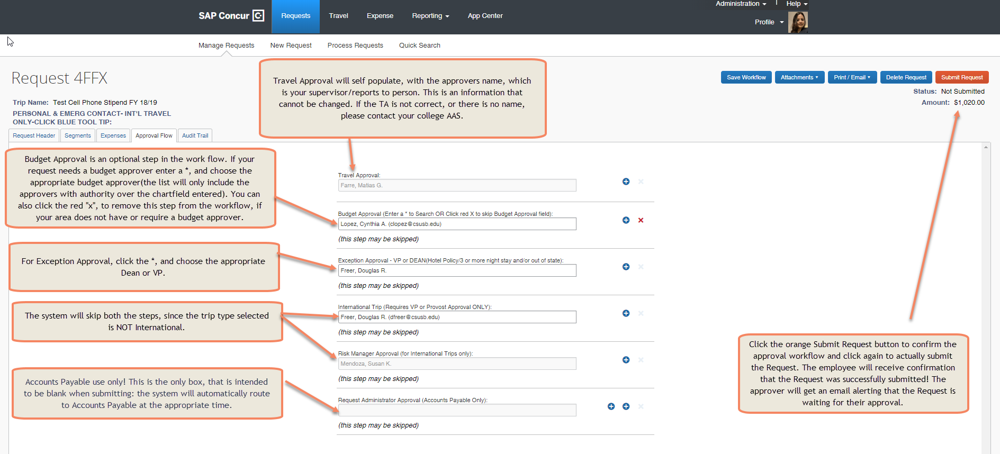 Administration
Help
SAP Concur
Requests
Travel
Expense
Reporting
App Center
Profile
Manage Requests
New Request
Process Requests
Quick Search
Request 4FFX
Save Workflow
Attachments
Print / Email
Delete Request
Submit Request
Status: Not Submitted
Amount: $1,020.00
Trip Name: Test Cell Phone Stipend FY 18/19
PERSONAL & EMERG CONTACT- INT'L TRAVEL
ONLY-CLICK BLUE TOOL TIP:
Travel Approval will self populate, with the approvers name, which
is your supervisor/reports to person. This is an information that
cannot be changed. If the TA is not correct, or there is no name,
please contact your college AAS.
Request Header
Segments
Expenses
Approval Flow
Audit Trail
Budget Approval is an optional step in the work flow. If your
request needs a budget approver enter a *, and choose the
appropriate budget approver(the list will only include the
approvers with authority over the chartfield entered). You can
also click the red "x", to remove this step from the workflow, if
your area does not have or require a budget approver.
Travel Approval:
Farre, Matias G.
Budget Approval (Enter a * to Search OR Click red X to skip Budget Approval field):
Lopez, Cynthia A. (clopez@csusb.edu)
(this step may be skipped)
For Exception Approval, click the *, and choose the appropriate
Dean or VP.
Exception Approval - VP or DEAN(Hotel Policy/3 or more night stay and/or out of state):
Freer, Douglas R.
(this step may be skipped)
The system will skip both the steps, since the trip type selected
is NOT International.
International Trip (Requires VP or Provost Approval ONLY):
Freer, Douglas R. (dfreer@csusb.edu)
(this step may be skipped)
Risk Manager Approval (for International Trips only):
Mendoza, Susan K.
(this step may be skipped)
Accounts Payable use only! This is the only box, that is intended
to be blank when submitting: the system will automatically route
to Accounts Payable at the appropriate time.
Request Administrator Approval (Accounts Payable Only):
(this step may be skipped)
Click the orange Submit Request button to confirm the
approval workflow and click again to actually submit
the Request. The employee will receive confirmation
that the Request was successfully submitted! The
approver will get an email alerting that the Request is
waiting for their approval.